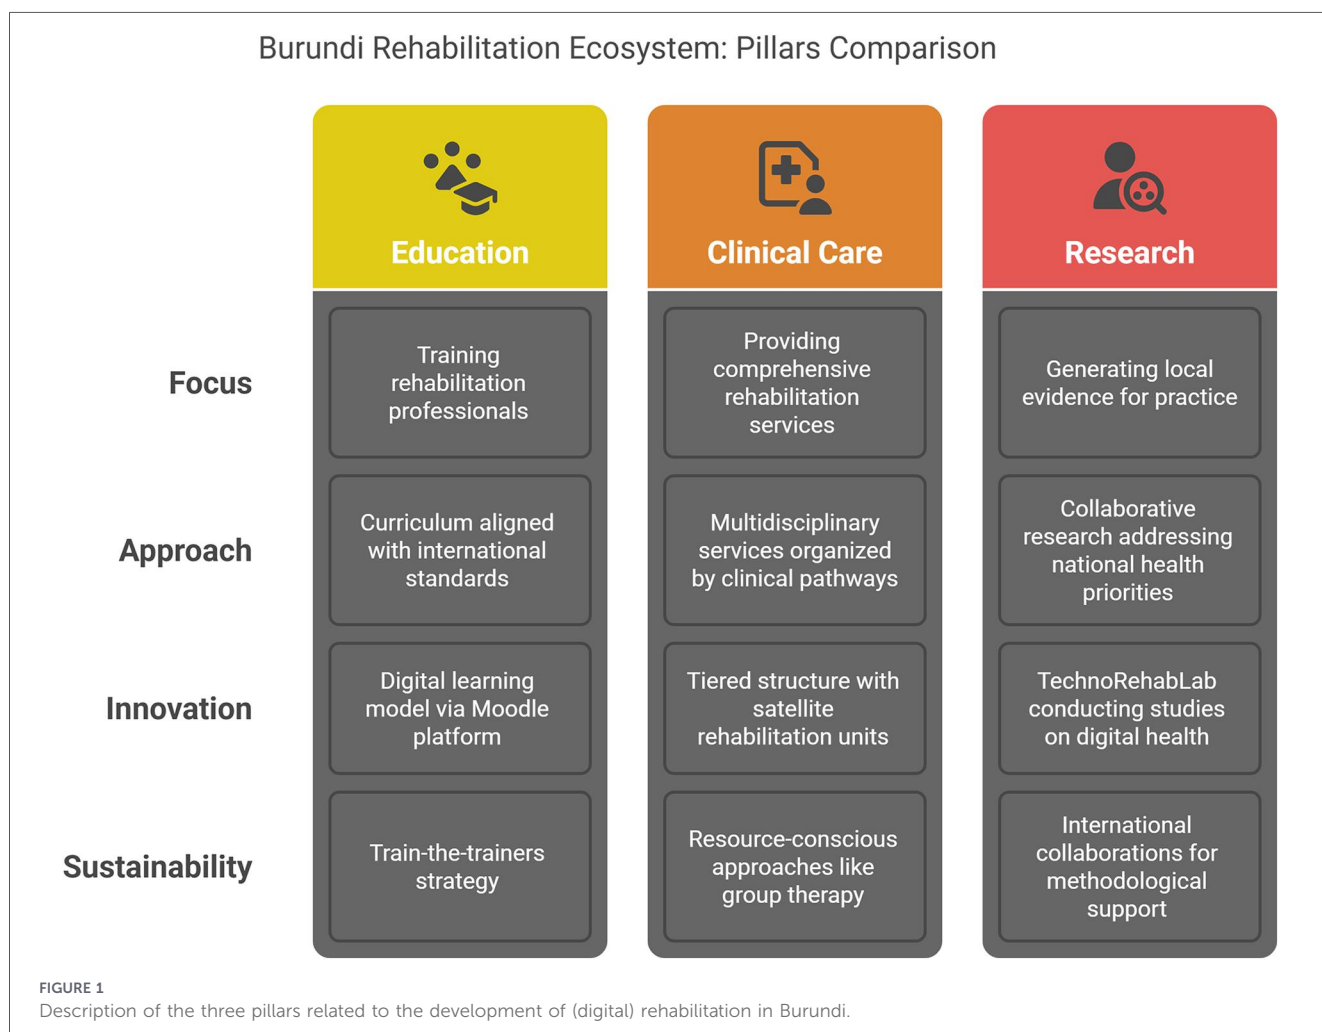 Burundi Rehabilitation Ecosystem: Pillars Comparison
Education
Clinical Care
Research
Focus
Training
rehabilitation
professionals
Providing
comprehensive
rehabilitation
services
Generating local
evidence for practice
Approach
Curriculum aligned
with international
standards
Multidisciplinary
services organized
by clinical pathways
Collaborative
research addressing
national health
priorities
Innovation
Digital learning
model via Moodle
platform
Tiered structure with
satellite
rehabilitation units
TechnoRehabLab
conducting studies
on digital health
Sustainability
Train-the-trainers
strategy
Resource-conscious
approaches like
group therapy
International
collaborations for
methodological
support
FIGURE 1
Description of the three pillars related to the development of (digital) rehabilitation in Burundi.